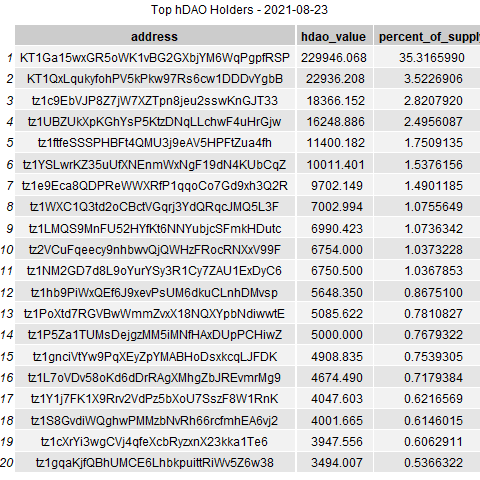 Top hDAO Holders - 2021-08-23
address hdao_value percent_of_supply
1 KT1Ga15wxGR5oWK1vBG2GXbjYM6WqPgpfRSP 229946.068 35.3165990
2 KT1QxLqukyfohPV5kPkw97Rs6cw1DDDvYgbB 22936.208 3.5226906
3 tz1c9EbVJP8Z7jW7XZTpn8jeu2sswKnGJT33 18366.152 2.8207920
4 tz1UBZUkXpKGhYsP5KtzDNqLLchwF4uHrGjw 16248.886 2.4956087
5 tz1ftfeSSSPHBFt4QMU3j9eAV5HPFtZua4fh 11400.182 1.7509135
6 tz1YSLwrKZ35uUfXNEnmWxNgF19dN4KUbCqZ 10011.401 1.5376156
7 tz1e9Eca8QDPReWWXRfP1qqoCo7Gd9xh3Q2R 9702.149 1.4901185
8 tz1WXC1Q3td2oCBctVGqrj3YdQRqcJMQ5L3F 7002.994 1.0755649
9 tz1LMQS9MnFU52HYfKt6NNYubjcSFmkHDutc 6990.423 1.0736342
10 tz2VCuFqeecy9nhbwvQjQWHzFRocRNXxV99F 6754.000 1.0373228
11 tz1NM2GD7d8L9oYurYSy3R1Cy7ZAU1ExDyC6 6750.500 1.0367853
12 tz1hb9PiWxQEf6J9xevPsUM6dkuCLnhDMvsp 5648.350 0.8675100
13 tz1PoXtd7RGVBwWmmZvxX18NQXYpbNdiwwtE 5085.622 0.7810827
14 tz1P5Za1TUMsDejgzMM5iMNfHAxDUpPCHiwZ 5000.000 0.7679322
15 tz1gnciVtYw9PqXEyZpYMABHoDsxkcqLJFDK 4908.835 0.7539305
16 tz1L7oVDv58oKd6dDrRAgXMhgZbJREvmrMg9 4674.490 0.7179384
17 tz1Y1j7FK1X9Rrv2VdPz5bXoU7SszF8W1RnK 4047.603 0.6216569
18 tz1S8GvdiWQghwPMMzbNvRh66rcfmhEA6vj2 4001.665 0.6146015
19 tz1cXrYi3wgCVj4qfeXcbRyzxnX23kka1Te6 3947.556 0.6062911
20 tz1gqaKjfQBhUMCE6LhbkpuittRiWv5Z6w38 3494.007 0.5366322